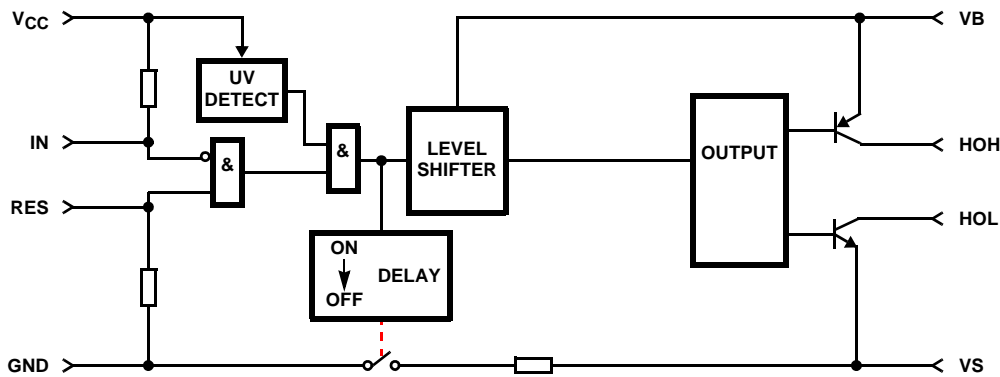 VCC
VB
UV
DETECT
IN
&
&
LEVEL
SHIFTER
OUTPUT
HOH
RES
HOL
ON
DELAY
OFF
GND
VS